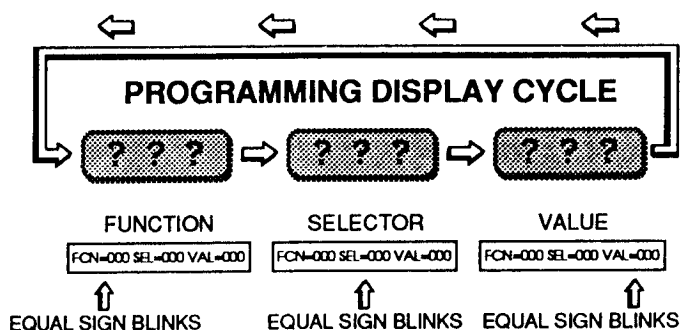 PROGRAMMING DISPLAY CYCLE
? ? ? ? ? ? ? ? ?
FUNCTION SELECTOR VALUE
FCN=000 SEL=000 VAL=000 FCN=000 SEL=000 VAL=000 FCN=000 SEL=000 VAL=000
EQUAL SIGN BLINKS EQUAL SIGN BLINKS EQUAL SIGN BLINKS